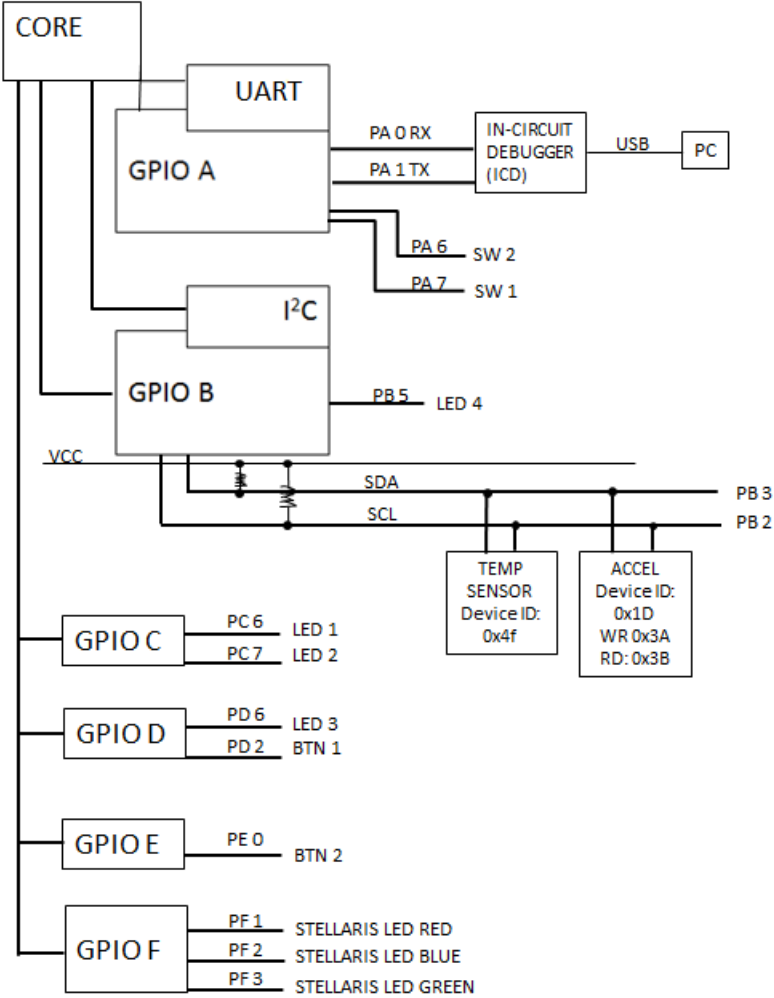 CORE
UART
GPIO A
PA 0 RX
PA 1 TX
IN-CIRCUIT
DEBUGGER
(ICD)
USB
PC
PA 6
SW 2
PA 7
SW 1
I²C
GPIO B
PB 5
LED 4
VCC
SDA
PB 3
SCL
PB 2
TEMP
SENSOR
Device ID:
0x4f
ACCEL
Device ID:
0x1D
WR 0x3A
RD: 0x3B
GPIO C
PC 6
LED 1
PC 7
LED 2
GPIO D
PD 6
LED 3
PD 2
BTN 1
GPIO E
PE 0
BTN 2
GPIO F
PF 1
STELLARIS LED RED
PF 2
STELLARIS LED BLUE
PF 3
STELLARIS LED GREEN